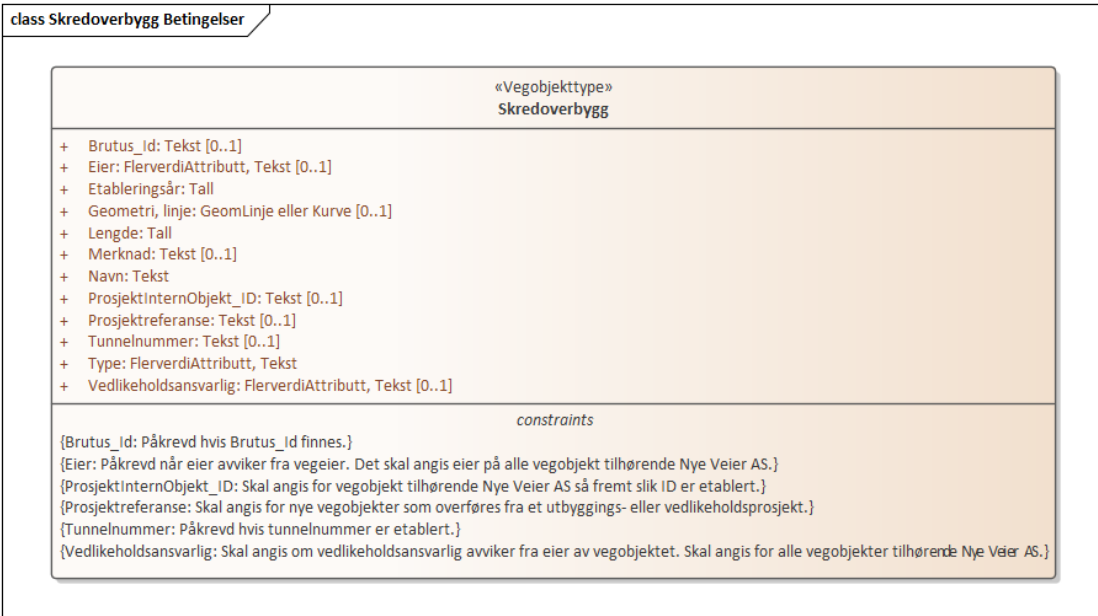 class Skredoverbygg Betingelser
«Vegobjekttype»
Skredoverbygg
+ Brutus_Id: Tekst [0..1]
+ Eier: FlerverdiAttributt, Tekst [0..1]
+ Etableringsår: Tall
+ Geometri, linje: GeomLinje eller Kurve [0..1]
+ Lengde: Tall
+ Merknad: Tekst [0..1]
+ Navn: Tekst
+ ProsjektInternObjekt_ID: Tekst [0..1]
+ Prosjektreferanse: Tekst [0..1]
+ Tunnelnummer: Tekst [0..1]
+ Type: FlerverdiAttributt, Tekst
+ Vedlikeholdsansvarlig: FlerverdiAttributt, Tekst [0..1]
constraints
{Brutus_Id: Påkrevd hvis Brutus_Id finnes.}
{Eier: Påkrevd når eier avviker fra vegeier. Det skal angis eier på alle vegobjekt tilhørende Nye Veier AS.}
{ProsjektInternObjekt_ID: Skal angis for vegobjekt tilhørende Nye Veier AS så fremt slik ID er etablert.}
{Prosjektreferanse: Skal angis for nye vegobjekter som overføres fra et utbyggings- eller vedlikeholdsprosjekt.}
{Tunnelnummer: Påkrevd hvis tunnelnummer er etablert.}
{Vedlikeholdsansvarlig: Skal angis om vedlikeholdsansvarlig avviker fra eier av vegobjektet. Skal angis for alle vegobjekter tilhørende Nye Veier AS.}